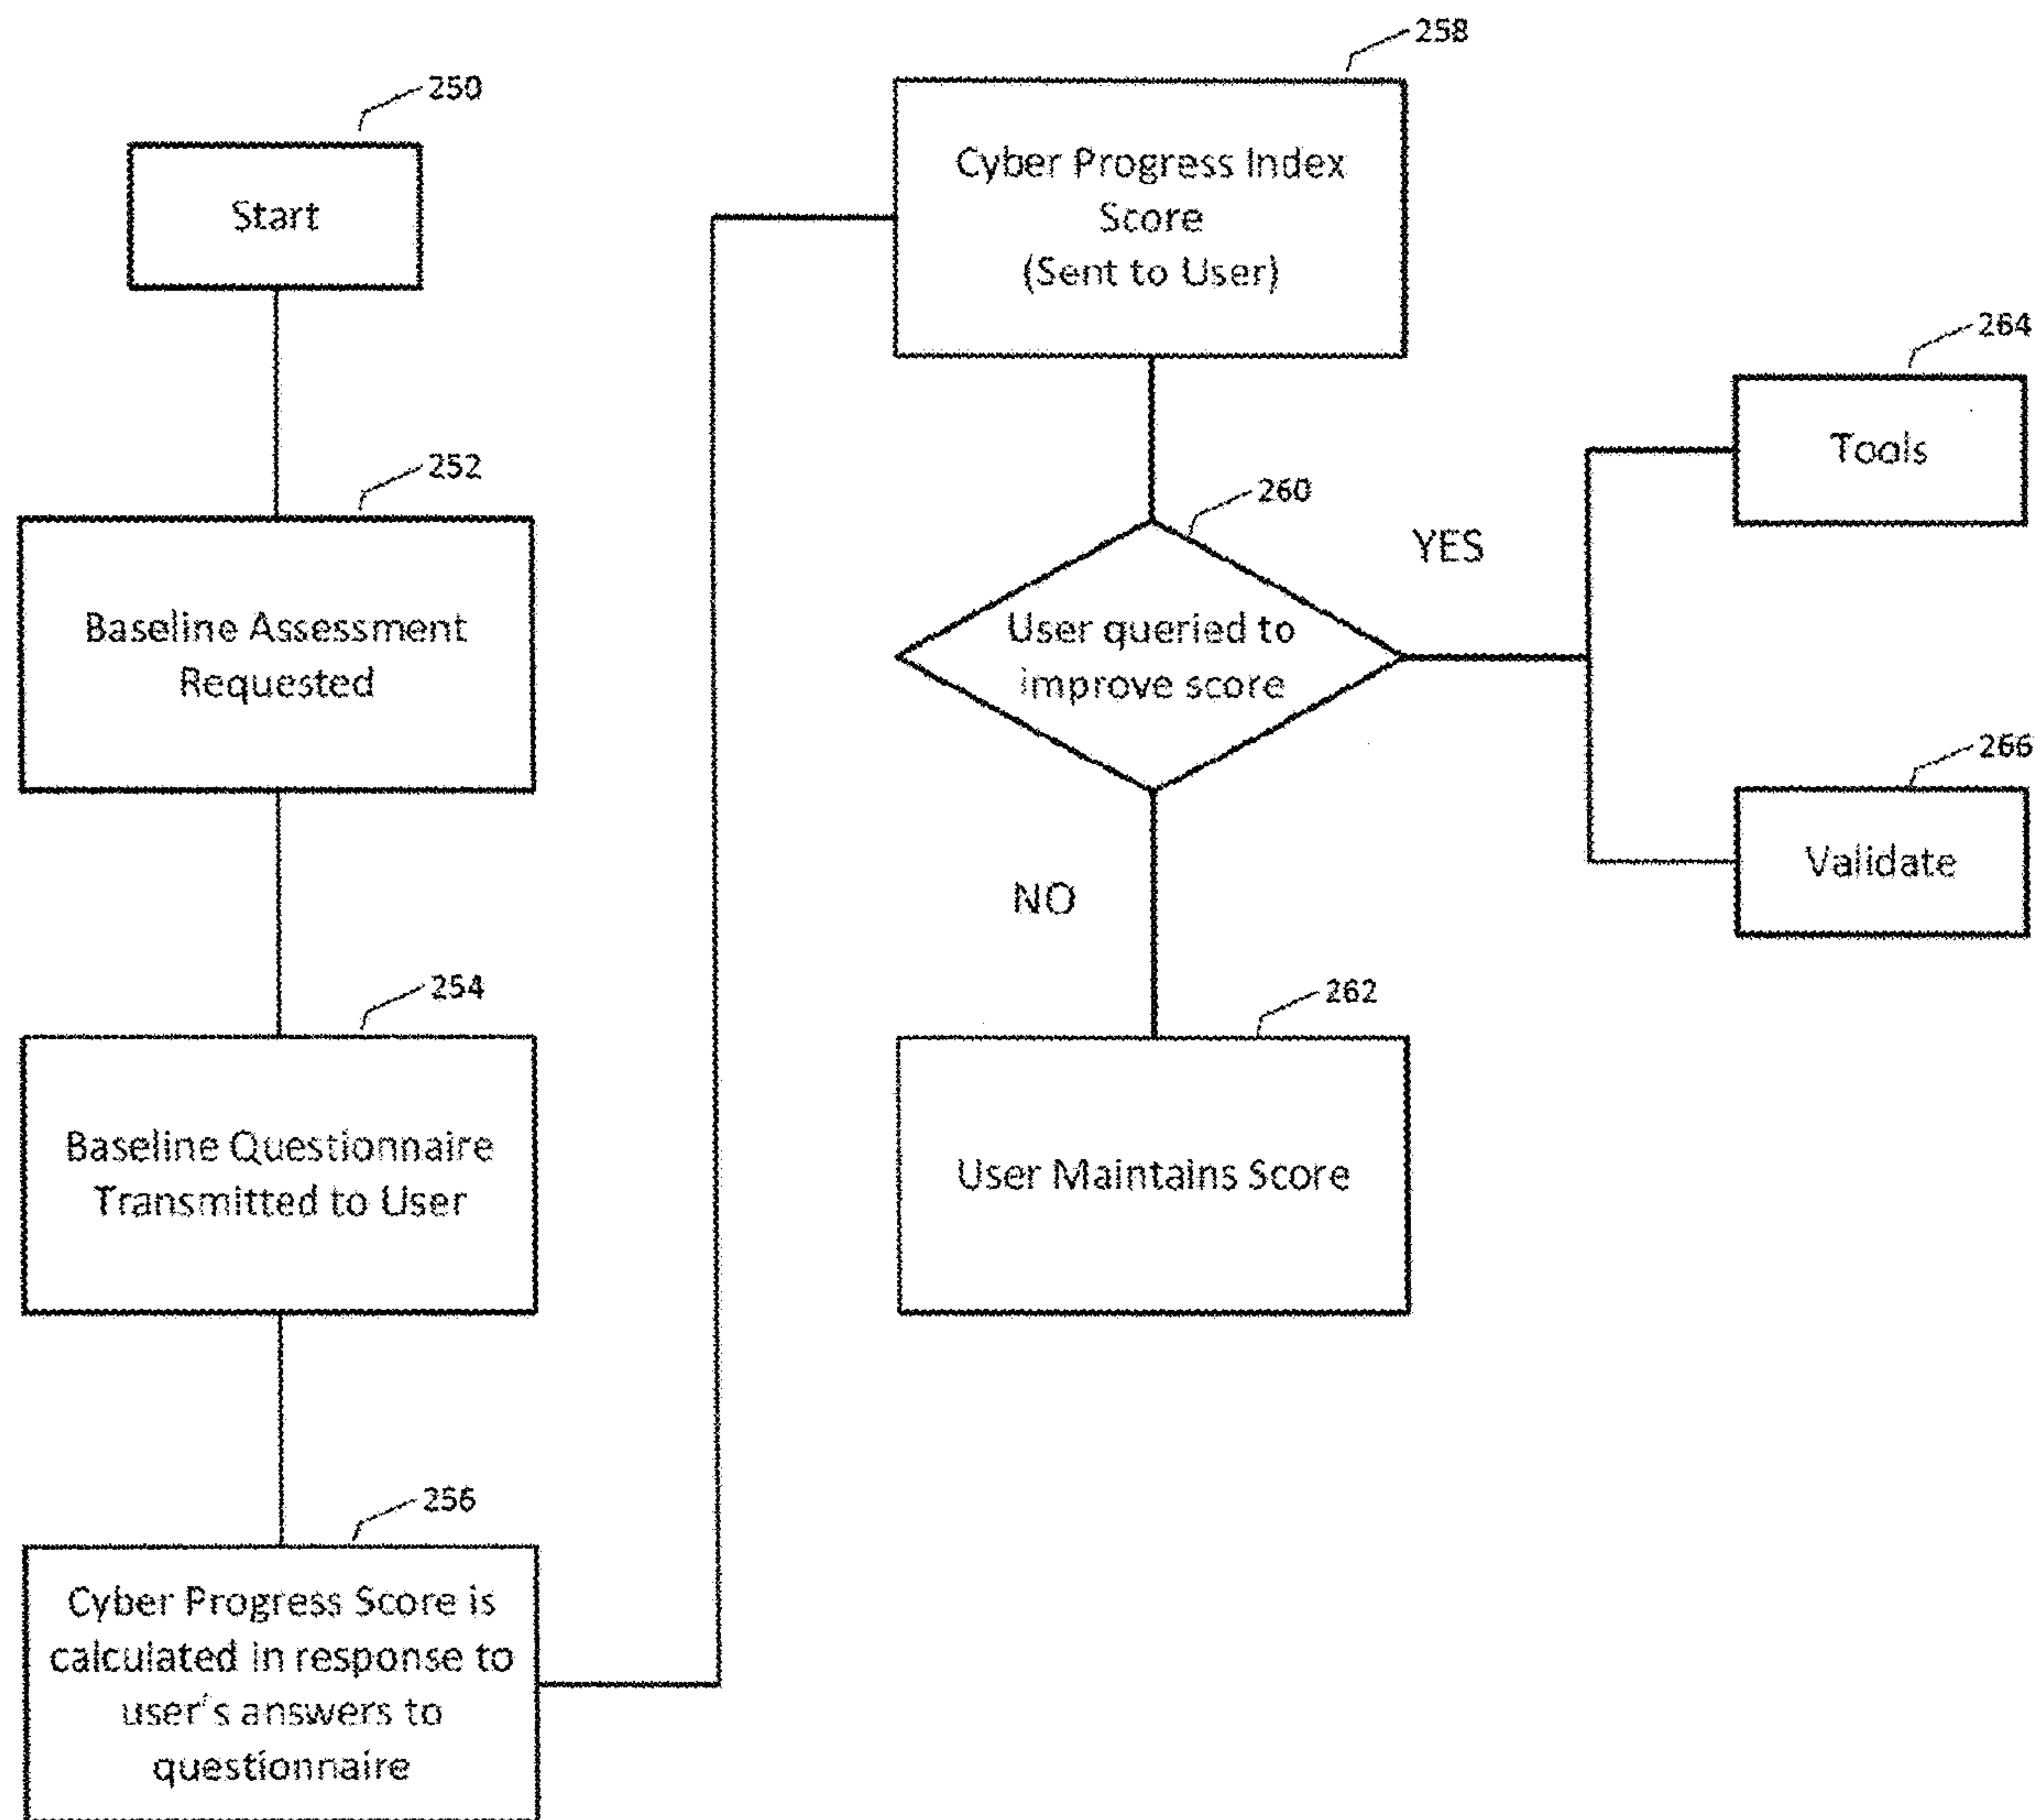 250
Start
252
Baseline Assessment
Requested
254
Baseline Questionnaire
Transmitted to User
256
Cyber Progress Score is
calculated in response to
user's answers to
questionnaire
258
Cyber Progress Index
Score
(Sent to User)
260
User queried to
improve score
YES
NO
262
User Maintains Score
264
Tools
266
Validate